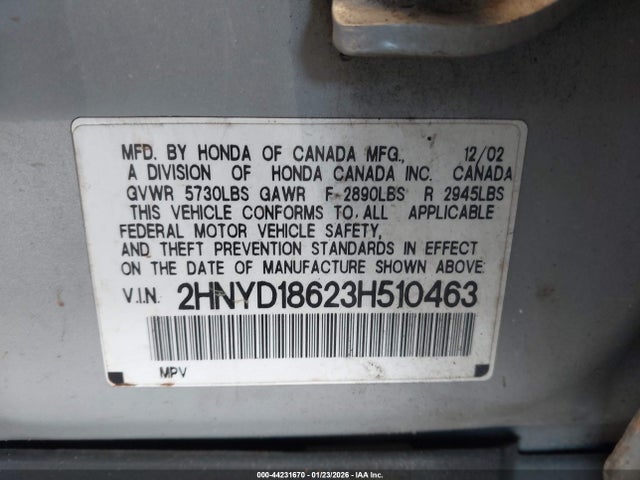 MFD. BY HONDA OF CANADA MFG., 12/02
A DIVISION OF HONDA CANADA INC. CANADA
GVWR 5730LBS GAWR F 2890LBS R 2945LBS
THIS VEHICLE CONFORMS TO ALL APPLICABLE
FEDERAL MOTOR VEHICLE SAFETY,
AND THEFT PREVENTION STANDARDS IN EFFECT
ON THE DATE OF MANUFACTURE SHOWN ABOVE
V.I.N. 2HNYD18623H510463
MPV
000-44231670 - 01/23/2026 - IAA Inc.